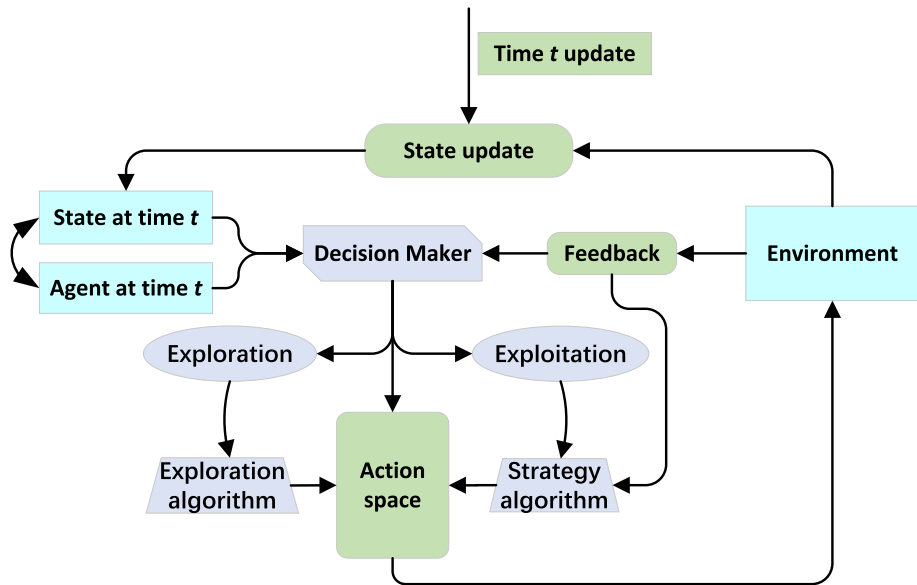 Time t update
State update
State at time t
Decision Maker
Feedback
Environment
Agent at time t
Exploration
Exploitation
Exploration
algorithm
Action
space
Strategy
algorithm